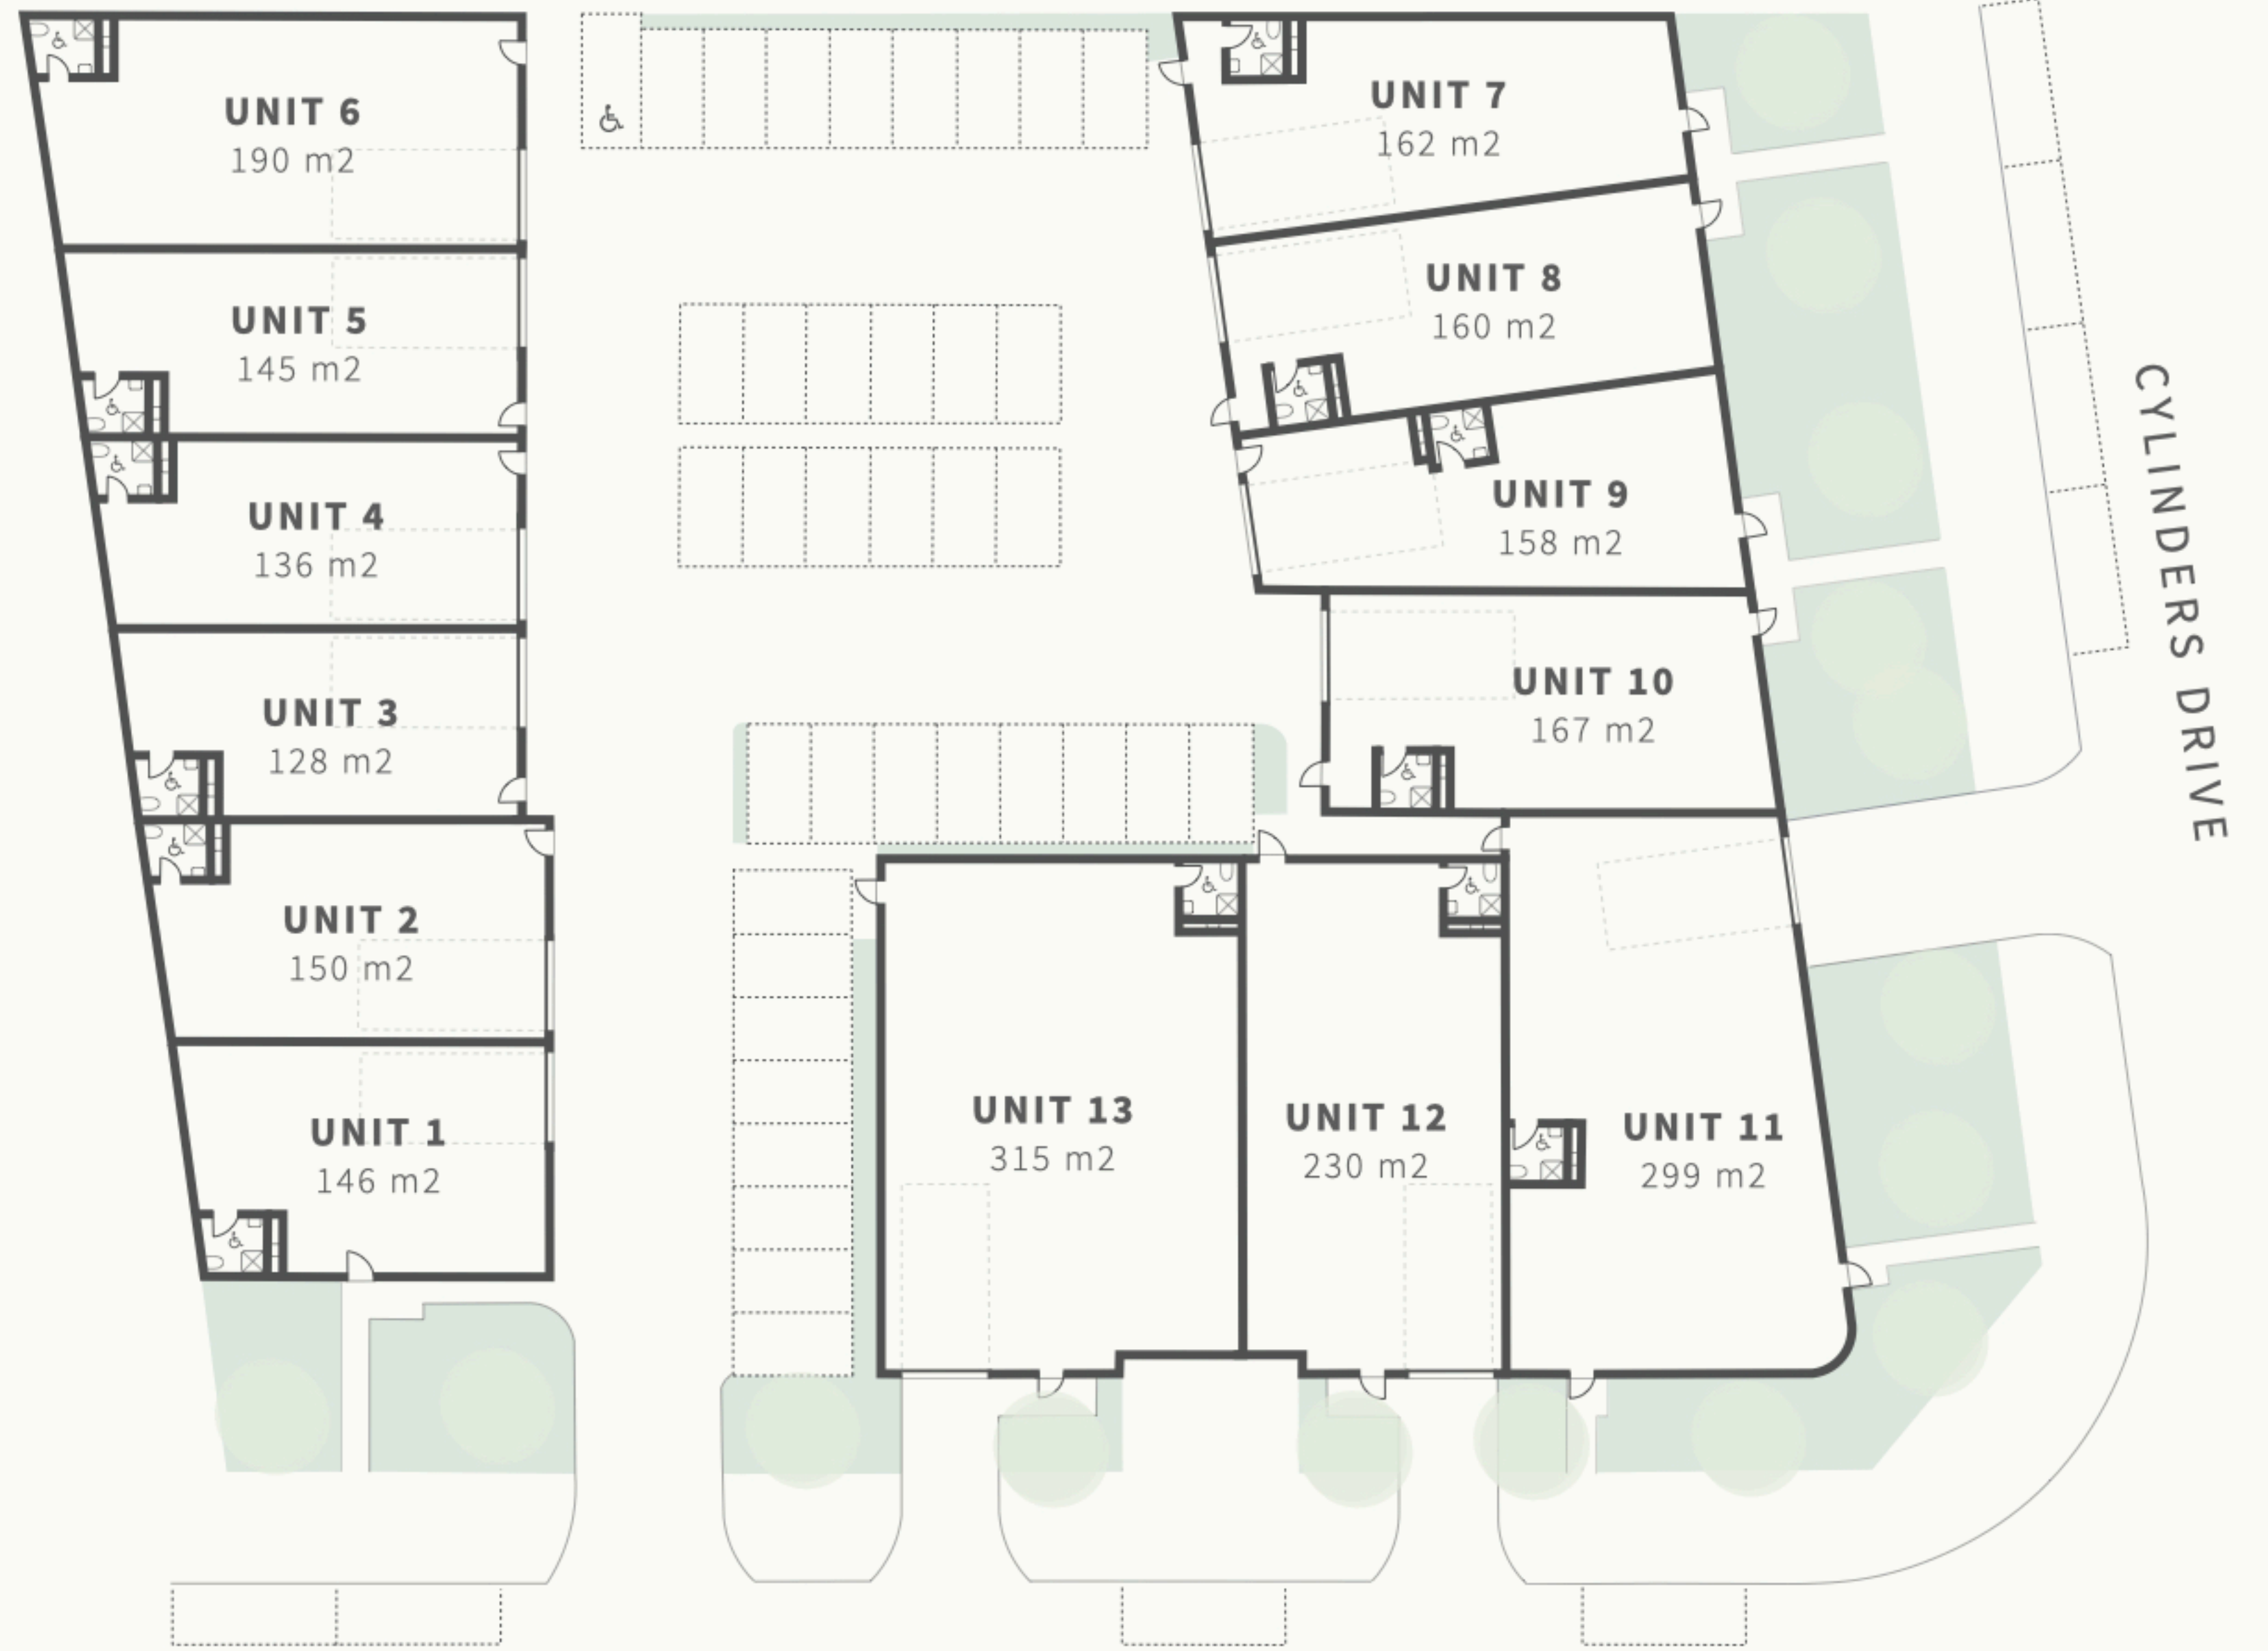 UNIT 6
190 m2
UNIT 5
145 m2
UNIT 4
136 m2
UNIT 3
128 m2
UNIT 2
150 m2
UNIT 1
146 m2
UNIT 7
162 m2
UNIT 8
160 m2
UNIT 9
158 m2
UNIT 10
167 m2
UNIT 13
315 m2
UNIT 12
230 m2
UNIT 11
299 m2
CYLINDERS DRIVE